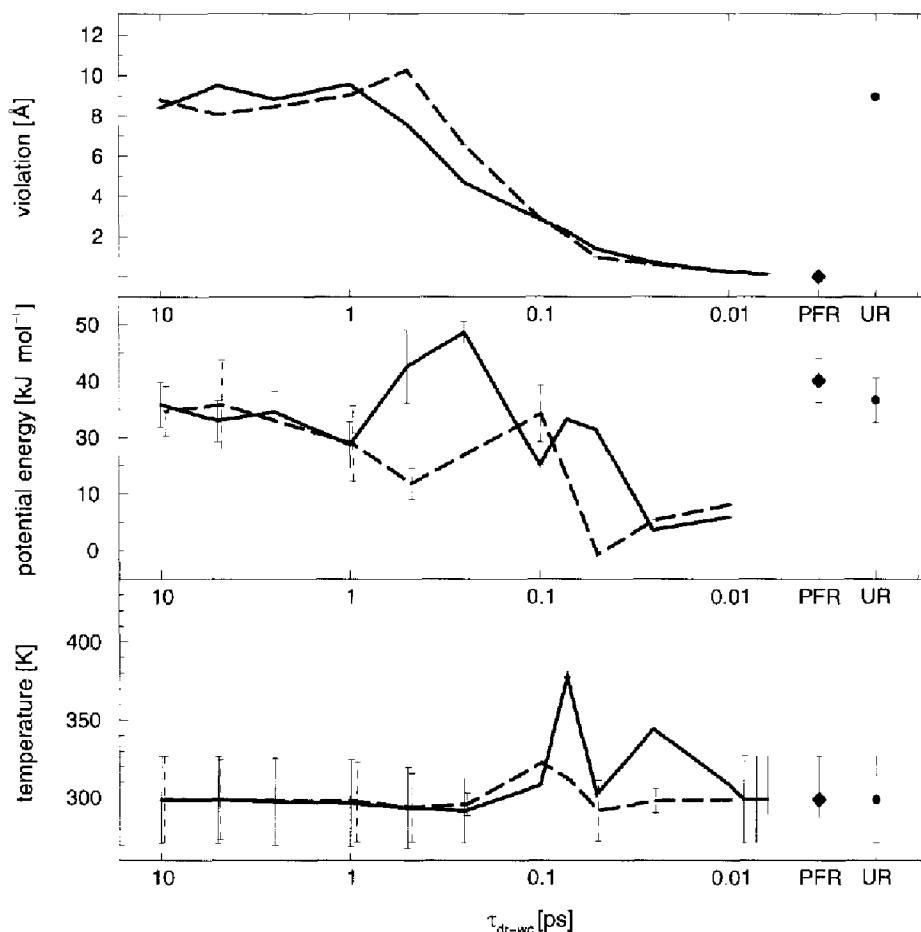 12
10
8
6
4
2
violation [Å]
10 1 0.1 0.01 PFR UR
50
40
30
10
0
potential energy [kJ mol⁻¹]
10 1 0.1 0.01 PFR UR
400
350
300
temperature [K]
10 1 0.1 0.01 PFR UR
τdr-wc [ps]